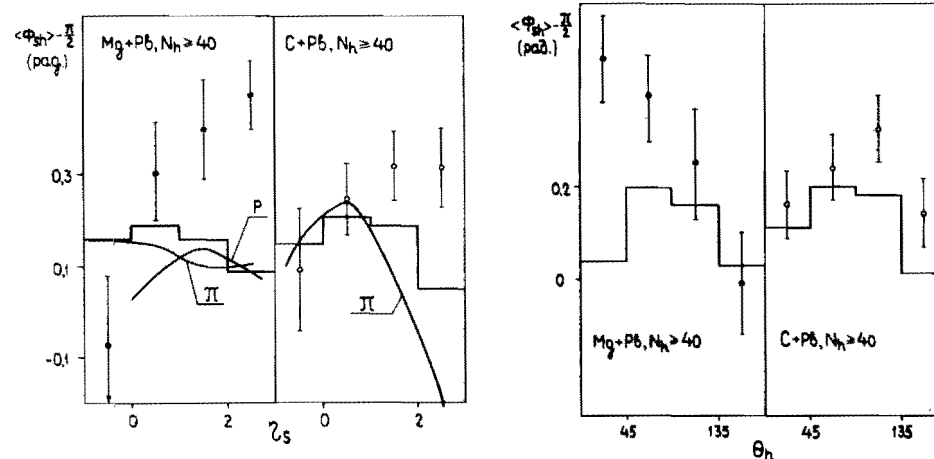 <Φsh>-π/2
(рад.)
Mg+Pb, Nh≥40
C+Pb, Nh≥40
0,3
0,1
-0,1
P
π
π
0
2
0
2
ηs
<Φsh>-π/2
(рад.)
0,2
0
Mg+Pb, Nh≥40
C+Pb, Nh≥40
45
135
45
135
θh